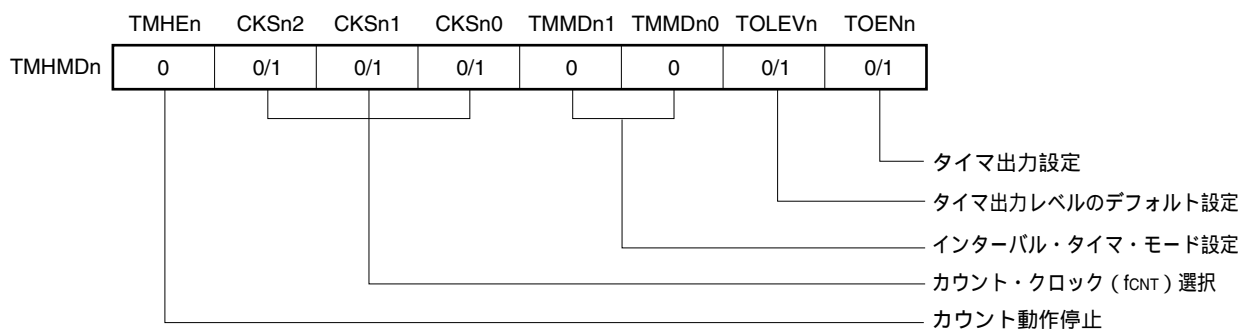 TMHEn CKSn2 CKSn1 CKSn0 TMMDn1 TMMDn0 TOLEVn TOENn
TMHMDn 0 0/1 0/1 0/1 0 0 0/1 0/1
タイマ出力設定
タイマ出力レベルのデフォルト設定
インターバル・タイマ・モード設定
カウント・クロック（fCNT）選択
カウント動作停止